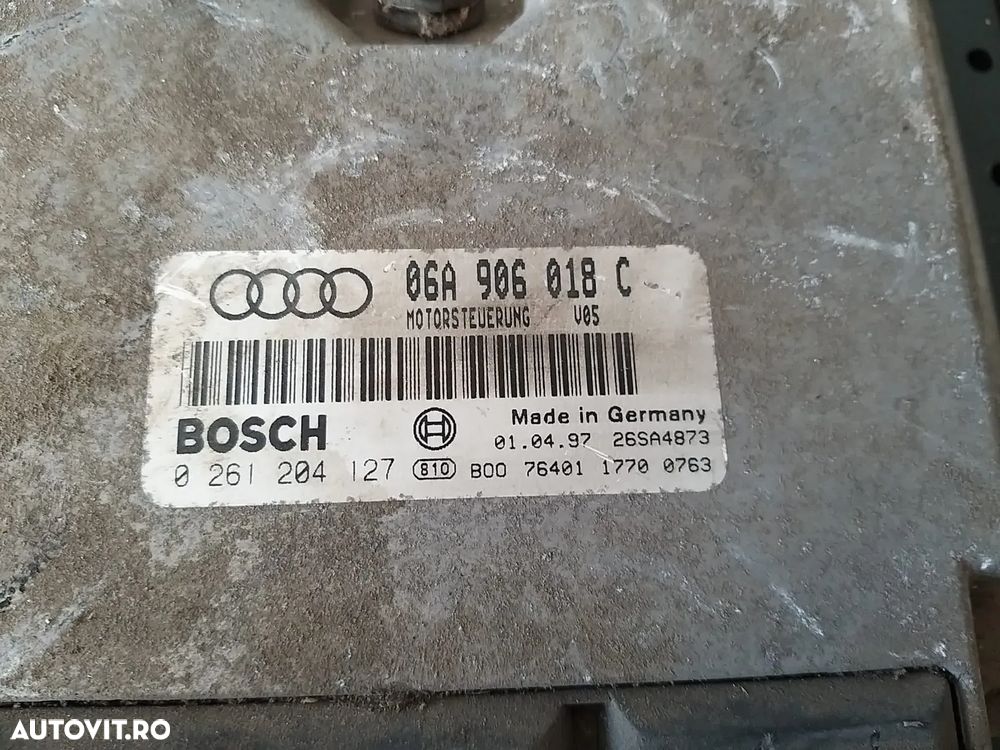 06A 906 018 C
MOTORSTEUERUNG V05
BOSCH
Made in Germany
01.04.97 26SA4873
0 261 204 127 810 B00 76401 1770 0763
AUTOVIT.RO